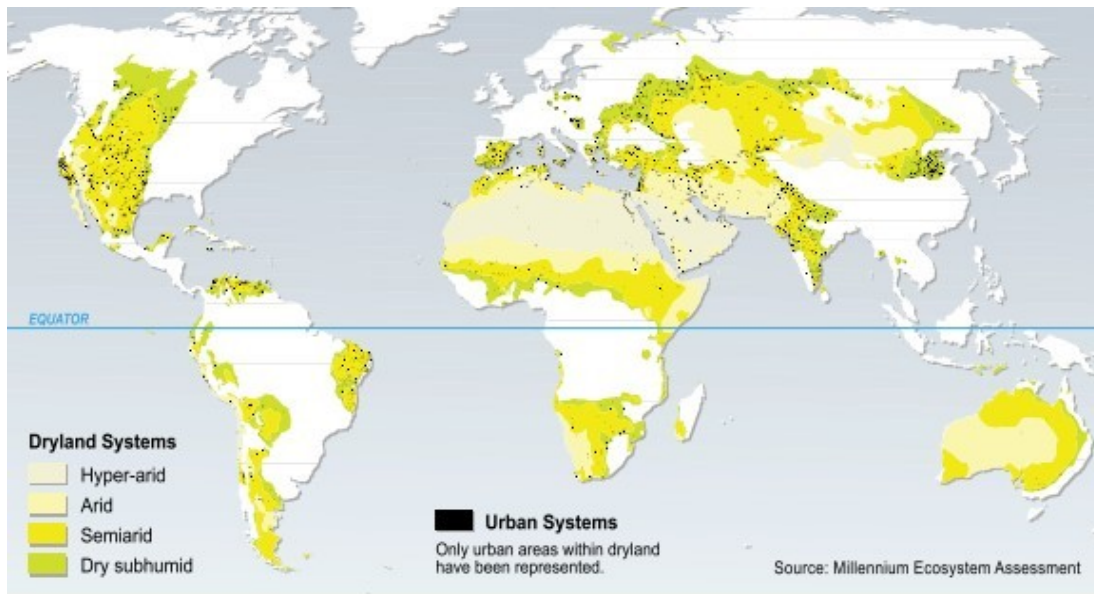 EQUATOR
Dryland Systems
Hyper-arid
Arid
Semiarid
Dry subhumid
Urban Systems
Only urban areas within dryland
have been represented.
Source: Millennium Ecosystem Assessment